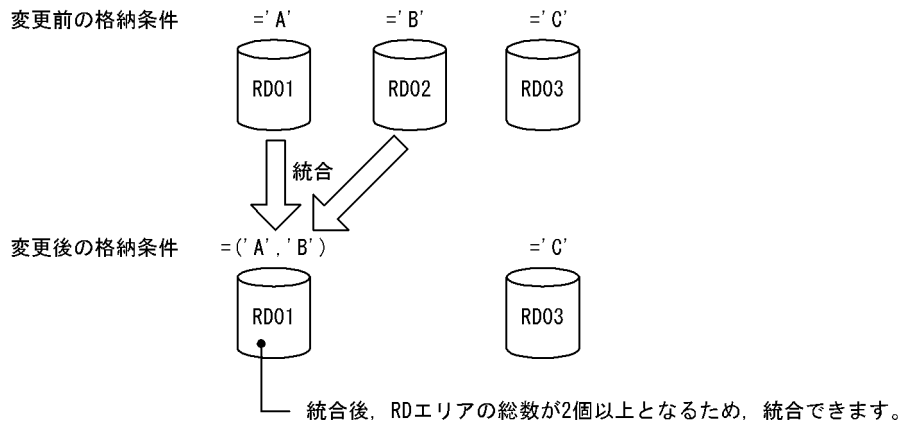 変更前の格納条件 ='A' ='B' ='C'
RD01 RD02 RD03
統合
変更後の格納条件 =('A','B') ='C'
RD01 RD03
統合後，RDエリアの総数が2個以上となるため，統合できます。